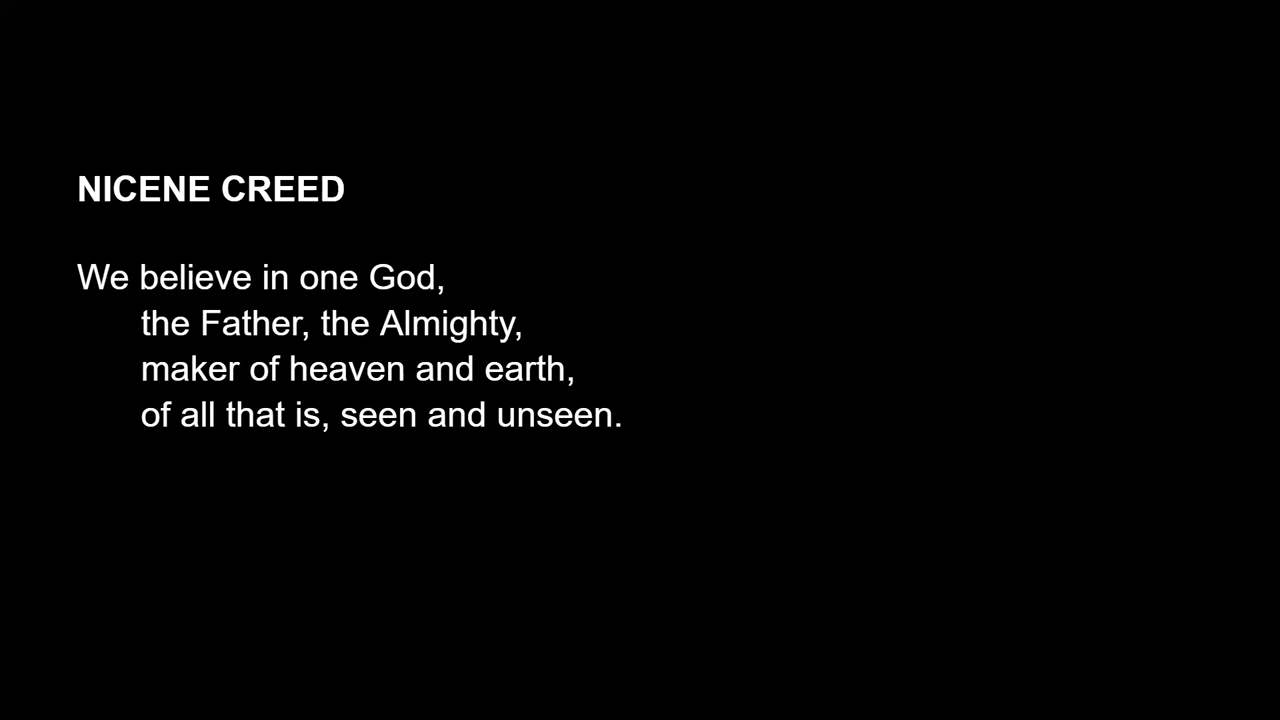 NICENE CREED
We believe in one God,
the Father, the Almighty,
maker of heaven and earth,
of all that is, seen and unseen.